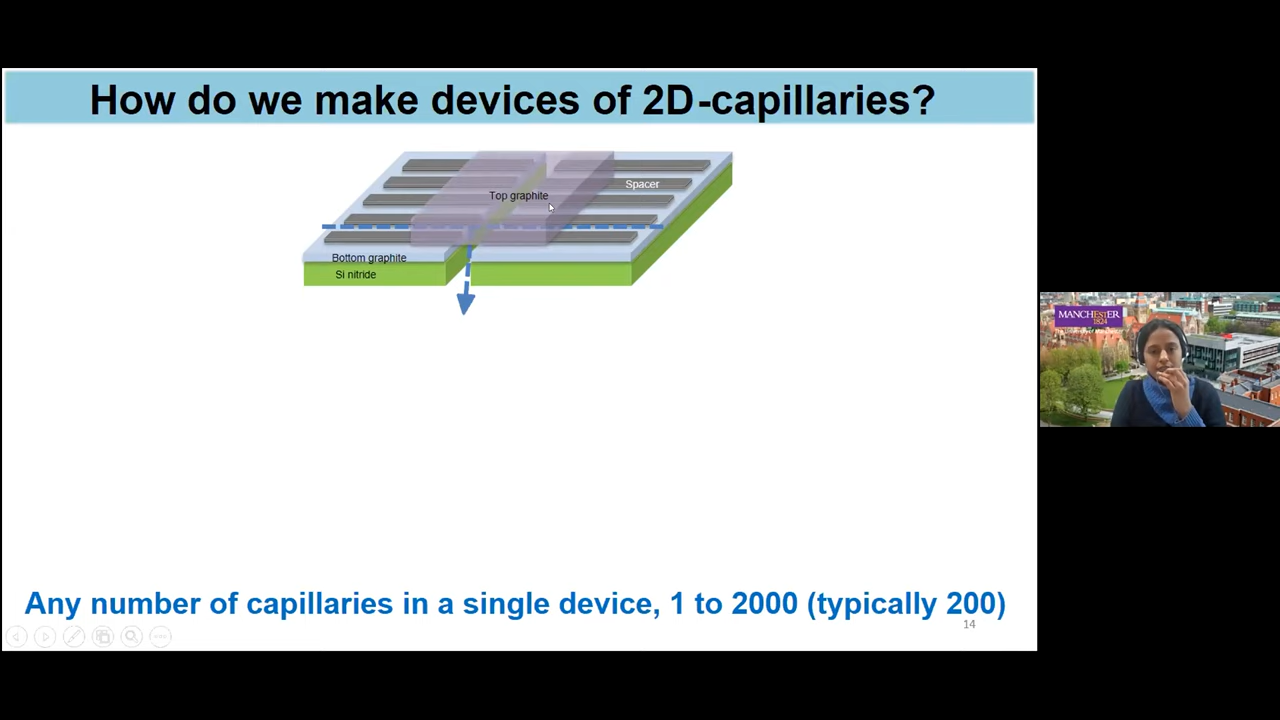 How do we make devices of 2D-capillaries?
Top graphite
Spacer
Bottom graphite
Si nitride
Any number of capillaries in a single device, 1 to 2000 (typically 200)
14
MANCHESTER
1824